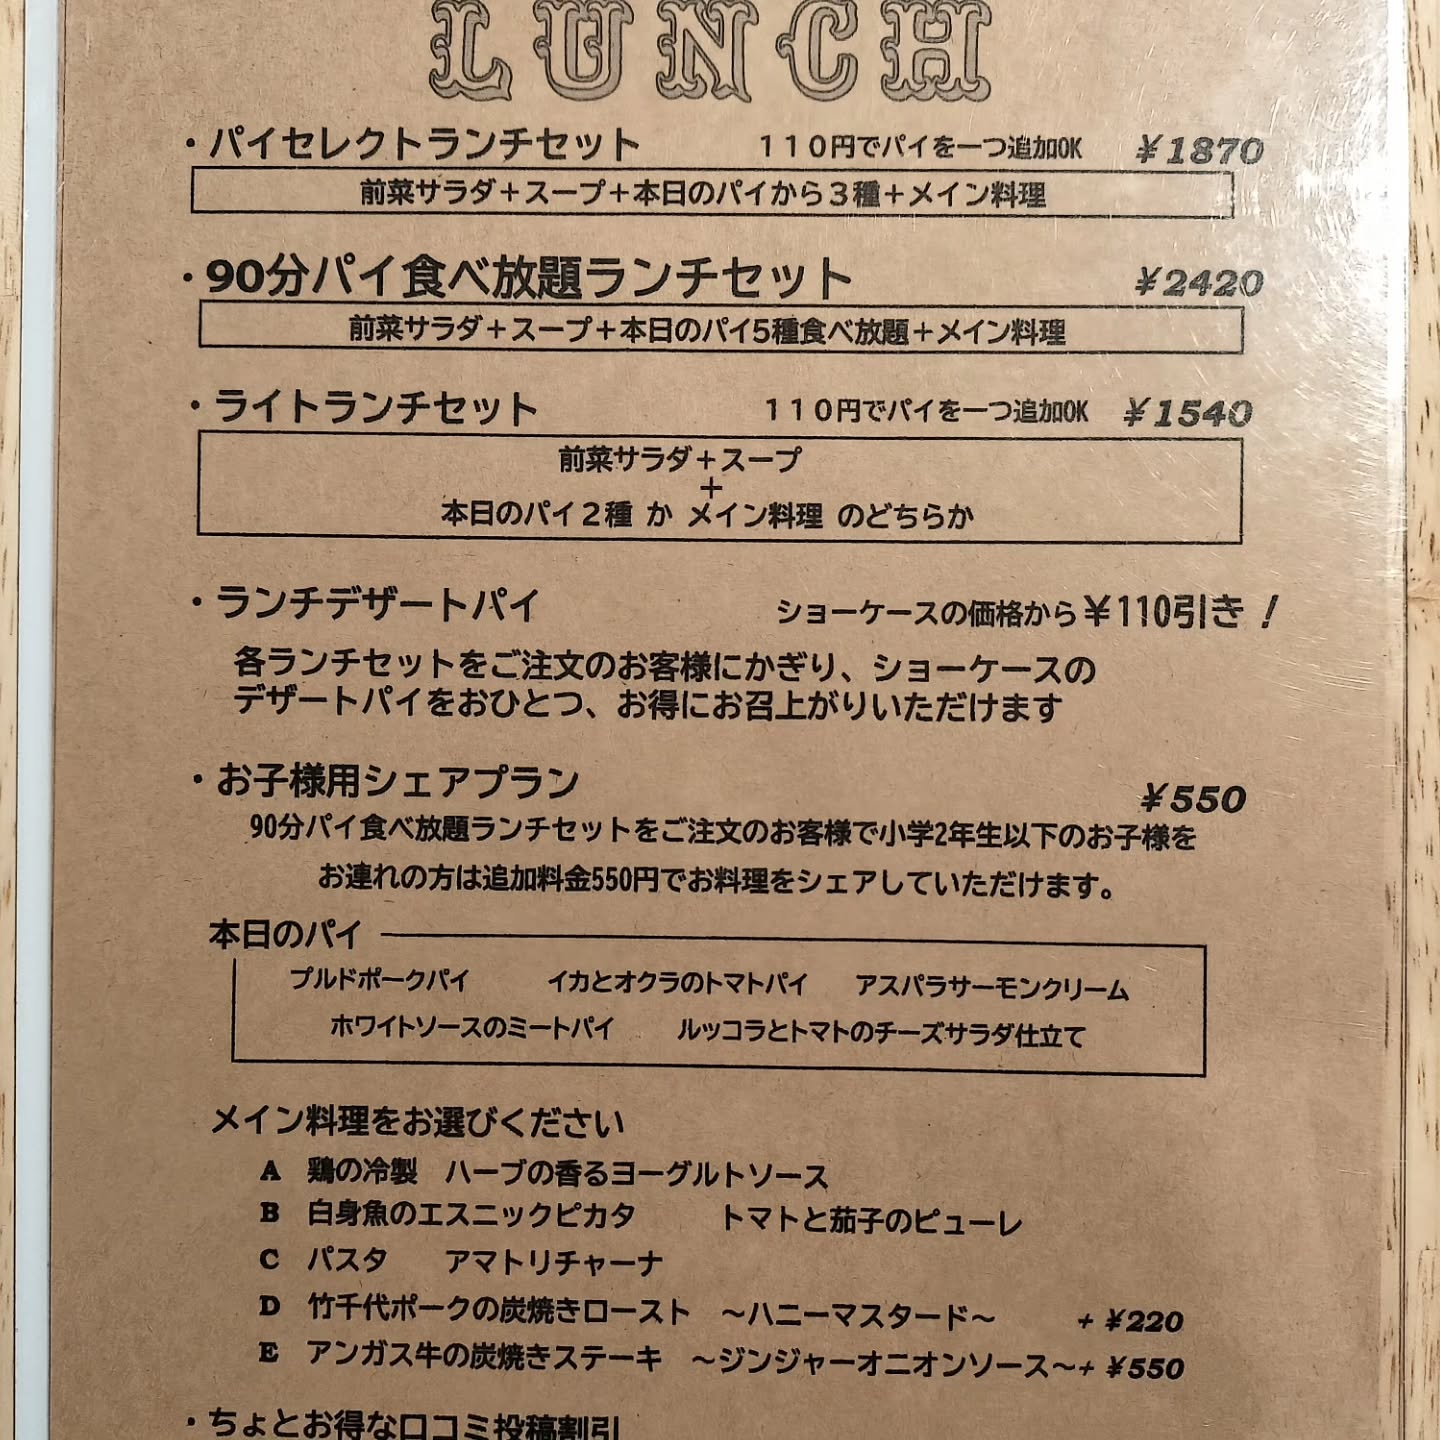 LUNCH
・パイセレクトランチセット １１０円でパイを一つ追加OK ￥1870
前菜サラダ＋スープ＋本日のパイから３種＋メイン料理
・90分パイ食べ放題ランチセット ￥2420
前菜サラダ＋スープ＋本日のパイ5種食べ放題＋メイン料理
・ライトランチセット １１０円でパイを一つ追加OK ￥1540
前菜サラダ＋スープ
＋
本日のパイ２種 か メイン料理 のどちらか
・ランチデザートパイ ショーケースの価格から￥110引き！
各ランチセットをご注文のお客様にかぎり、ショーケースの
デザートパイをおひとつ、お得にお召上がりいただけます
・お子様用シェアプラン ￥550
90分パイ食べ放題ランチセットをご注文のお客様で小学2年生以下のお子様を
お連れの方は追加料金550円でお料理をシェアしていただけます。
本日のパイ
プルドポークパイ イカとオクラのトマトパイ アスパラサーモンクリーム
ホワイトソースのミートパイ ルッコラとトマトのチーズサラダ仕立て
メイン料理をお選びください
A 鶏の冷製 ハーブの香るヨーグルトソース
B 白身魚のエスニックピカタ トマトと茄子のピューレ
C パスタ アマトリチャーナ
D 竹千代ポークの炭焼きロースト ～ハニーマスタード～ + ￥220
E アンガス牛の炭焼きステーキ ～ジンジャーオニオンソース～+ ￥550
・ちょとお得な口コミ投稿割引